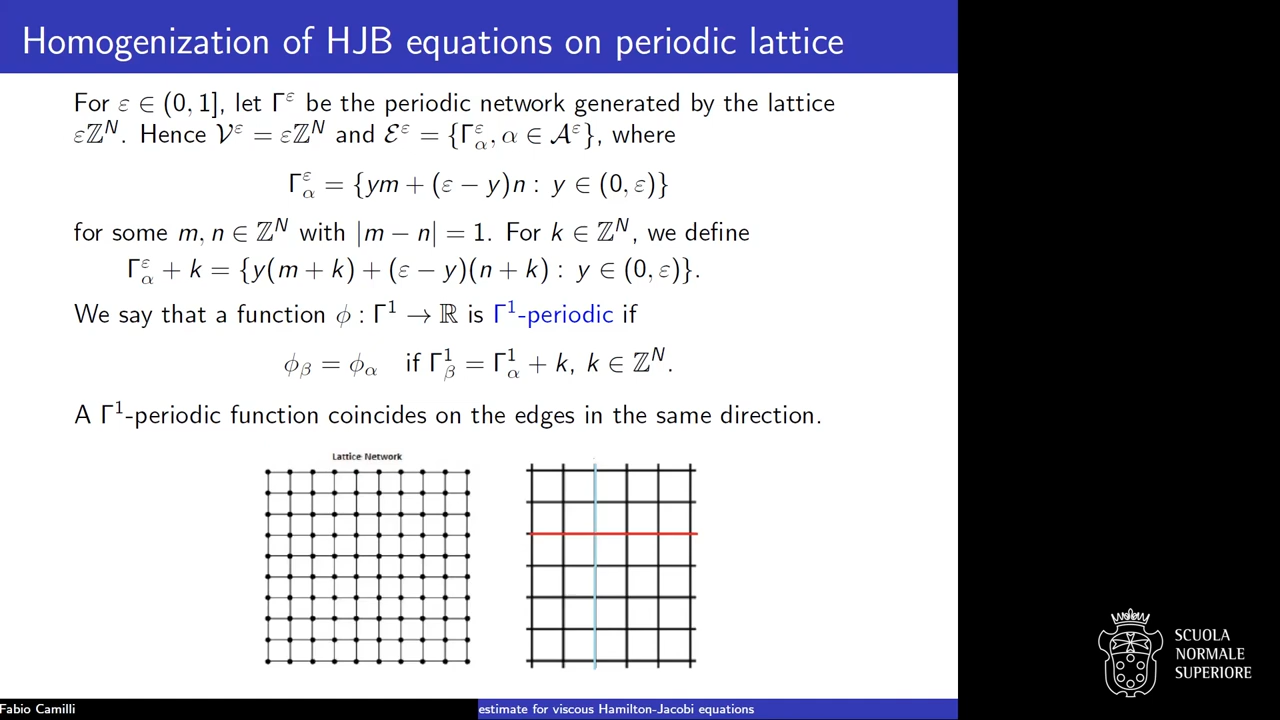 Homogenization of HJB equations on periodic lattice
For ε ∈ (0, 1], let Γ^ε be the periodic network generated by the lattice
εℤ^N. Hence 𝒱^ε = εℤ^N and ℰ^ε = {Γ^ε_α, α ∈ 𝒜^ε}, where
Γ^ε_α = {ym + (ε − y)n : y ∈ (0, ε)}
for some m, n ∈ ℤ^N with |m − n| = 1. For k ∈ ℤ^N, we define
Γ^ε_α + k = {y(m + k) + (ε − y)(n + k) : y ∈ (0, ε)}.
We say that a function ϕ : Γ^1 → ℝ is Γ^1-periodic if
ϕ_β = ϕ_α if Γ^1_β = Γ^1_α + k, k ∈ ℤ^N.
A Γ^1-periodic function coincides on the edges in the same direction.
Lattice Network
SCUOLA
NORMALE
SUPERIORE
Fabio Camilli
estimate for viscous Hamilton-Jacobi equations